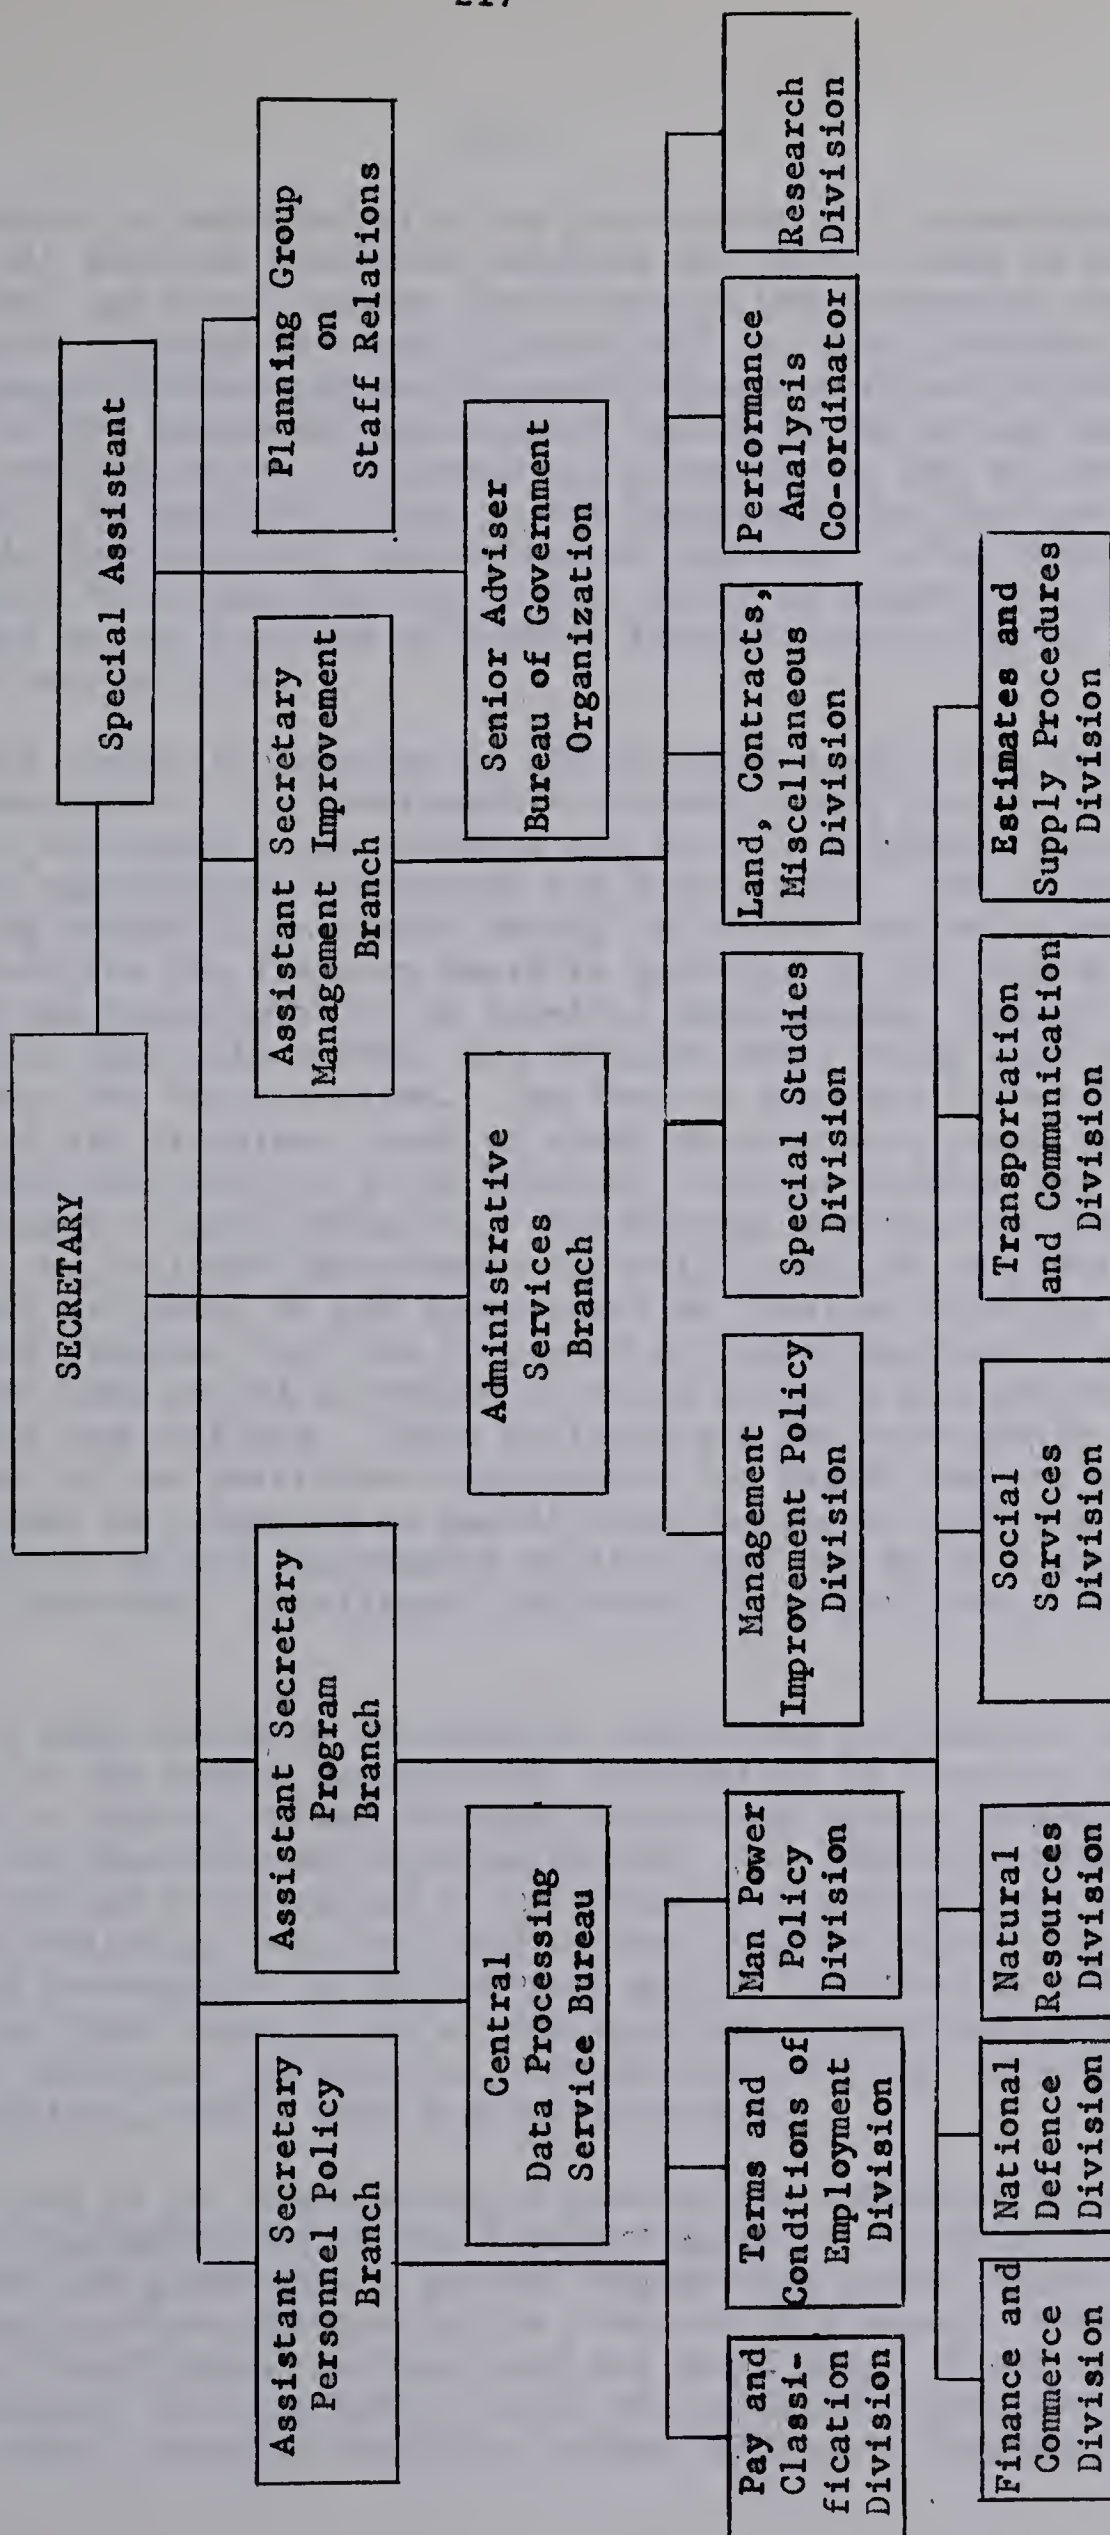 SECRETARY
Special Assistant
Assistant Secretary
Personnel Policy
Branch
Assistant Secretary
Program
Branch
Assistant Secretary
Management Improvement
Branch
Planning Group
on
Staff Relations
Central
Data Processing
Service Bureau
Administrative
Services
Branch
Senior Adviser
Bureau of Government
Organization
Pay and
Classi-
fication
Division
Terms and
Conditions of
Employment
Division
Man Power
Policy
Division
Management
Improvement Policy
Division
Special Studies
Division
Land, Contracts,
Miscellaneous
Division
Performance
Analysis
Co-ordinator
Research
Division
Finance and
Commerce
Division
National
Defence
Division
Natural
Resources
Division
Social
Services
Division
Transportation
and Communication
Division
Estimates and
Supply Procedures
Division